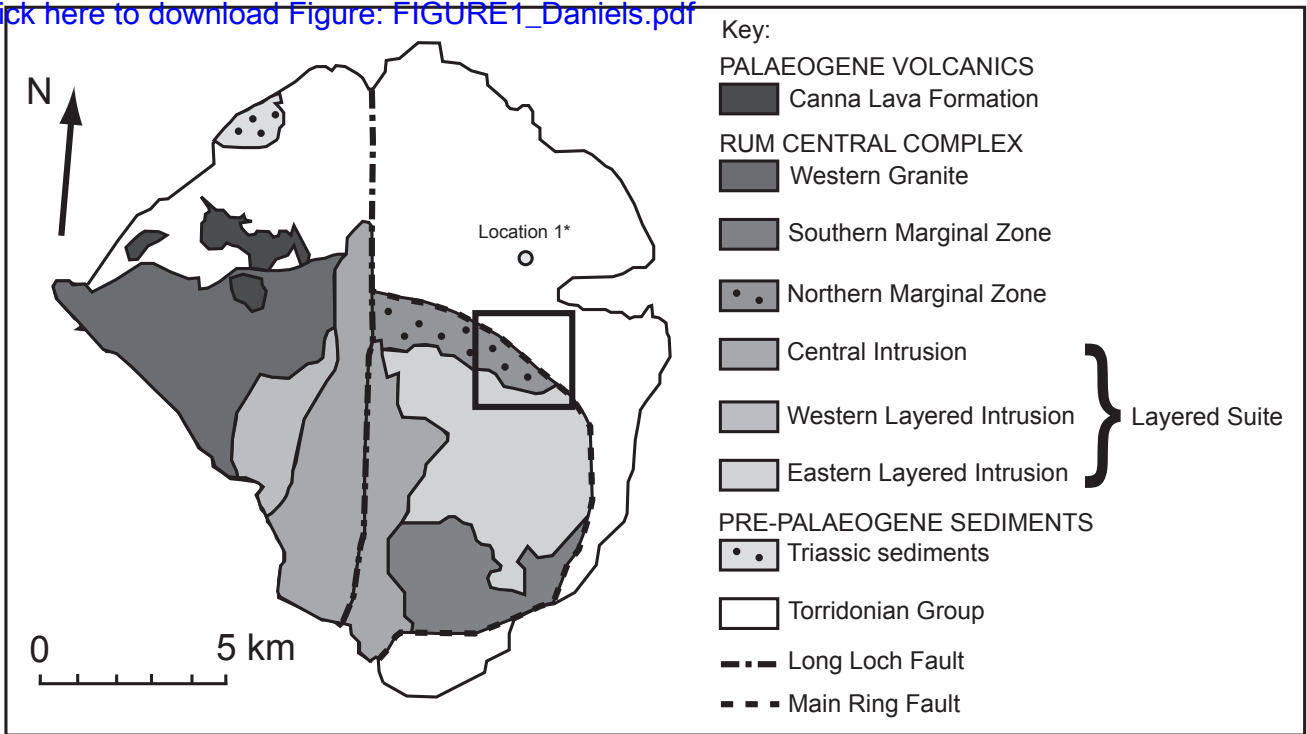 ick here to download Figure: FIGURE1_Daniels.pdf
N
Location 1*
0 5 km
Key:
PALAEOGENE VOLCANICS
Canna Lava Formation
RUM CENTRAL COMPLEX
Western Granite
Southern Marginal Zone
Northern Marginal Zone
Central Intrusion
Western Layered Intrusion
Layered Suite
Eastern Layered Intrusion
PRE-PALAEOGENE SEDIMENTS
Triassic sediments
Torridonian Group
Long Loch Fault
Main Ring Fault